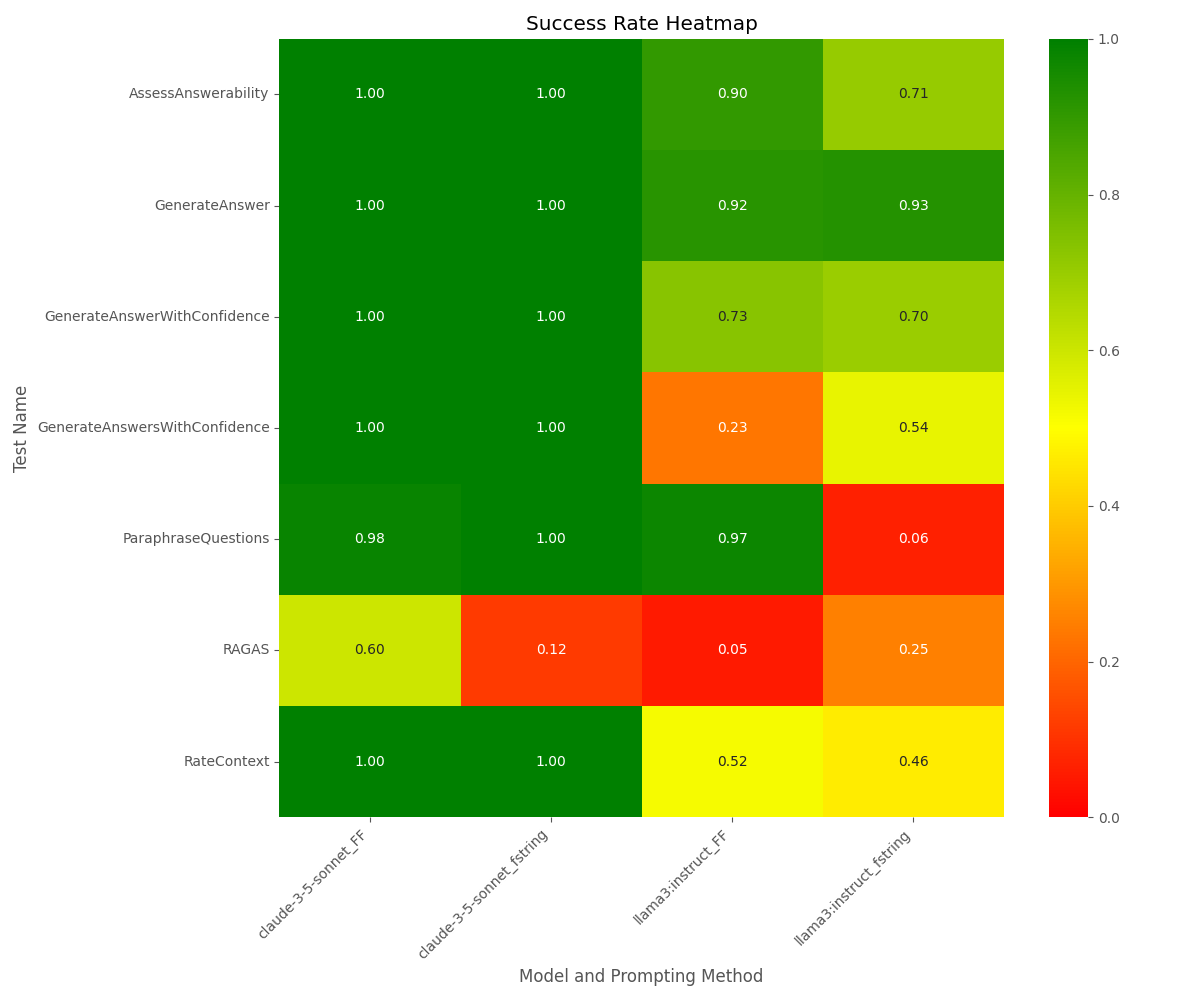 Success Rate Heatmap
Test Name
AssessAnswerability 1.00 1.00 0.90 0.71
GenerateAnswer 1.00 1.00 0.92 0.93
GenerateAnswerWithConfidence 1.00 1.00 0.73 0.70
GenerateAnswersWithConfidence 1.00 1.00 0.23 0.54
ParaphraseQuestions 0.98 1.00 0.97 0.06
RAGAS 0.60 0.12 0.05 0.25
RateContext 1.00 1.00 0.52 0.46
claude-3-5-sonnet_FF
claude-3-5-sonnet_fstring
llama3:instruct_FF
llama3:instruct_fstring
Model and Prompting Method
1.0
0.8
0.6
0.4
0.2
0.0